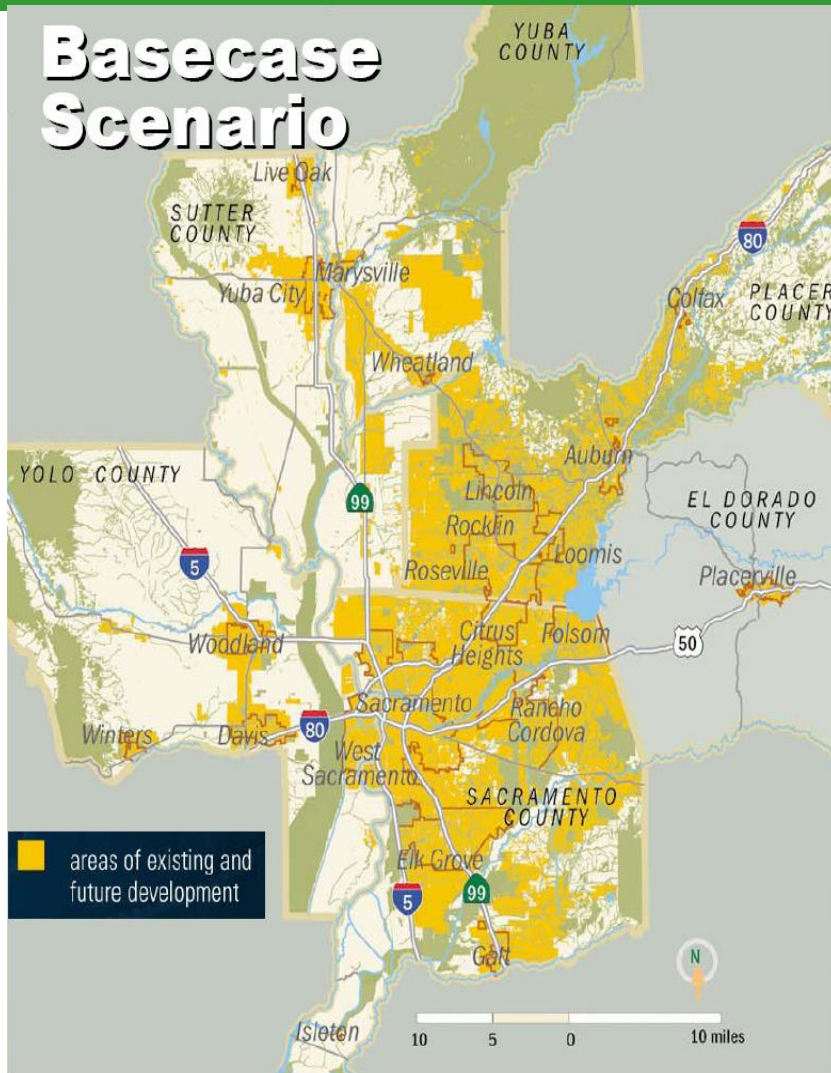 Basecase
Scenario
YUBA
COUNTY
Live Oak
SUTTER
COUNTY
80
Marysville
Yuba City
Colfax
PLACER
COUNTY
Wheatland
Auburn
YOLO COUNTY
Lincoln
99
EL DORADO
COUNTY
Rocklin
Loomis
5
Roseville
Placerville
Woodland
Citrus
Heights
Folsom
50
Sacramento
Rancho
Cordova
Winters
Davis
80
West
Sacramento
SACRAMENTO
COUNTY
areas of existing and
future development
Elk Grove
5
99
Galt
N
Isleton
10 5 0 10 miles